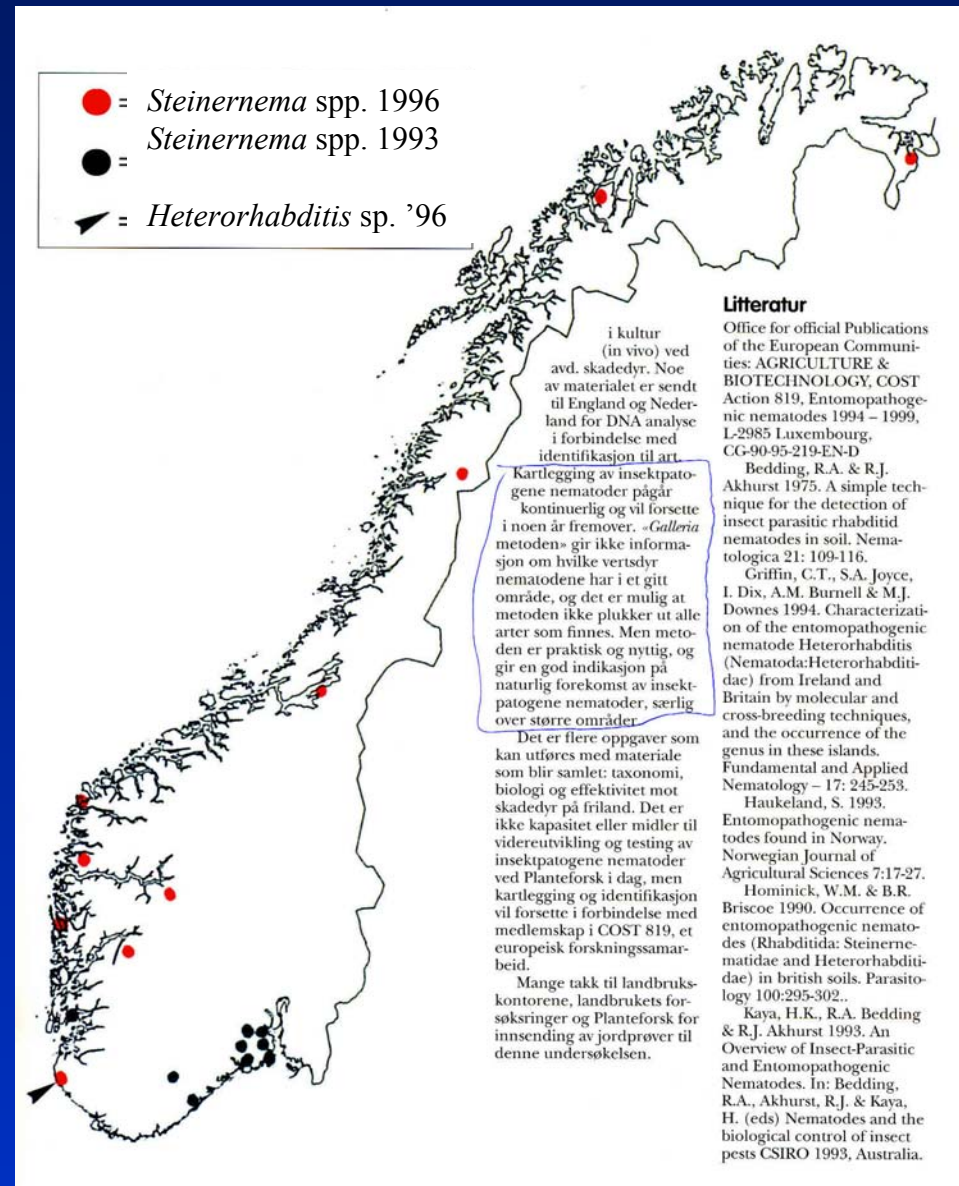 = Steinernema spp. 1996
= Steinernema spp. 1993
= Heterorhabditis sp. ’96
i kultur
(in vivo) ved
avd. skadedyr. Noe
av materialet er sendt
til England og Neder-
land for DNA analyse
i forbindelse med
identifikasjon til art.
Kartlegging av insektpato-
gene nematoder pågår
kontinuerlig og vil forsette
i noen år fremover. «Galleria
metoden» gir ikke informa-
sjon om hvilke vertsdyr
nematodene har i et gitt
område, og det er mulig at
metoden ikke plukker ut alle
arter som finnes. Men meto-
den er praktisk og nyttig, og
gir en god indikasjon på
naturlig forekomst av insekt-
patogene nematoder, særlig
over større områder.
Det er flere oppgaver som
kan utføres med materiale
som blir samlet: taxonomi,
biologi og effektivitet mot
skadedyr på friland. Det er
ikke kapasitet eller midler til
videreutvikling og testing av
insektpatogene nematoder
ved Planteforsk i dag, men
kartlegging og identifikasjon
vil forsette i forbindelse med
medlemskap i COST 819, et
europeisk forskningssamar-
beid.
Mange takk til landbruks-
kontorene, landbrukets for-
søksringer og Planteforsk for
innsending av jordprøver til
denne undersøkelsen.
Litteratur
Office for official Publications
of the European Communi-
ties: AGRICULTURE &
BIOTECHNOLOGY, COST
Action 819, Entomopathoge-
nic nematodes 1994 – 1999,
L-2985 Luxembourg,
CG-90-95-219-EN-D
Bedding, R.A. & R.J.
Akhurst 1975. A simple tech-
nique for the detection of
insect parasitic rhabditid
nematodes in soil. Nema-
tologica 21: 109-116.
Griffin, C.T., S.A. Joyce,
I. Dix, A.M. Burnell & M.J.
Downes 1994. Characterizati-
on of the entomopathogenic
nematode Heterorhabditis
(Nematoda:Heterorhabditi-
dae) from Ireland and
Britain by molecular and
cross-breeding techniques,
and the occurrence of the
genus in these islands.
Fundamental and Applied
Nematology – 17: 245-253.
Haukeland, S. 1993.
Entomopathogenic nema-
todes found in Norway.
Norwegian Journal of
Agricultural Sciences 7:17-27.
Hominick, W.M. & B.R.
Briscoe 1990. Occurrence of
entomopathogenic nemato-
des (Rhabditida: Steinerne-
matidae and Heterorhabditi-
dae) in british soils. Parasito-
logy 100:295-302..
Kaya, H.K., R.A. Bedding
& R.J. Akhurst 1993. An
Overview of Insect-Parasitic
and Entomopathogenic
Nematodes. In: Bedding,
R.A., Akhurst, R.J. & Kaya,
H. (eds) Nematodes and the
biological control of insect
pests CSIRO 1993, Australia.